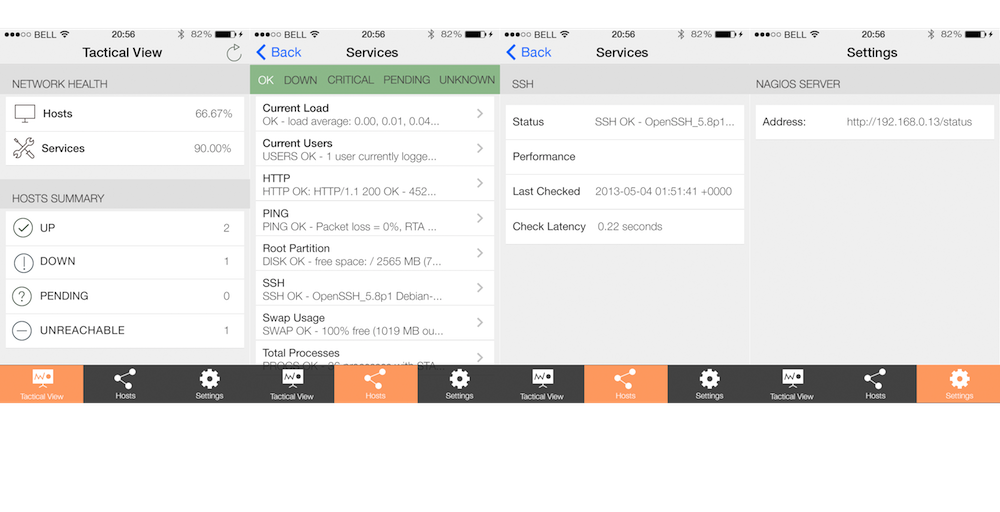 BELL 20:56 82%
Tactical View
NETWORK HEALTH
Hosts 66.67%
Services 90.00%
HOSTS SUMMARY
UP 2
DOWN 1
PENDING 0
UNREACHABLE 1
Tactical View Hosts Settings
BELL 20:56 82%
Back Services
OK DOWN CRITICAL PENDING UNKNOWN
Current Load
OK - load average: 0.00, 0.01, 0.04...
Current Users
USERS OK - 1 user currently logge...
HTTP
HTTP OK: HTTP/1.1 200 OK - 452...
PING
PING OK - Packet loss = 0%, RTA ...
Root Partition
DISK OK - free space: / 2565 MB (7...
SSH
SSH OK - OpenSSH_5.8p1 Debian-...
Swap Usage
SWAP OK - 100% free (1019 MB ou...
Total Processes
PROCS OK - 36 processes with STA...
Tactical View Hosts Settings
BELL 20:56 82%
Back Services
SSH
Status SSH OK - OpenSSH_5.8p1...
Performance
Last Checked 2013-05-04 01:51:41 +0000
Check Latency 0.22 seconds
Tactical View Hosts Settings
BELL 20:56 82%
Settings
NAGIOS SERVER
Address: http://192.168.0.13/status
Tactical View Hosts Settings